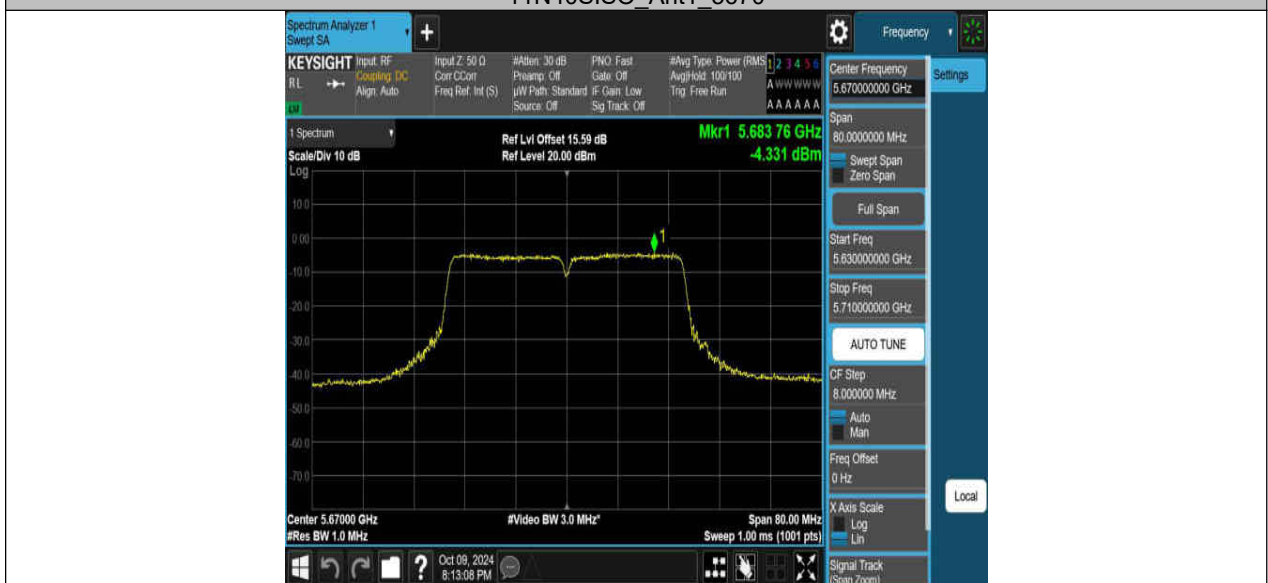 11N40SISO_Ant1_5670
Spectrum Analyzer 1
Swept SA
+
Frequency
KEYSIGHT
RL
Input: RF
Coupling: DC
Align: Auto
Input Z: 50 Ω
Corr CCorr
Freq Ref: Int (S)
#Atten: 30 dB
Preamp: Off
µW Path: Standard
Source: Off
PNO: Fast
Gate: Off
IF Gain: Low
Sig Track: Off
#Avg Type: Power (RMS
Avg|Hold: 100/100
Trig: Free Run
1 2 3 4 5 6
A W W W W W
A A A A A A
1 Spectrum
Scale/Div 10 dB
Log
Ref Lvl Offset 15.59 dB
Ref Level 20.00 dBm
Mkr1 5.683 76 GHz
-4.331 dBm
10.0
0.00
-10.0
-20.0
-30.0
-40.0
-50.0
-60.0
-70.0
1
Center 5.67000 GHz
#Res BW 1.0 MHz
#Video BW 3.0 MHz*
Span 80.00 MHz
Sweep 1.00 ms (1001 pts)
Oct 09, 2024
8:13:08 PM
?
Center Frequency
5.670000000 GHz
Settings
Span
80.0000000 MHz
Swept Span
Zero Span
Full Span
Start Freq
5.630000000 GHz
Stop Freq
5.710000000 GHz
AUTO TUNE
CF Step
8.000000 MHz
Auto
Man
Freq Offset
0 Hz
X Axis Scale
Log
Lin
Local
Signal Track
(Span Zoom)